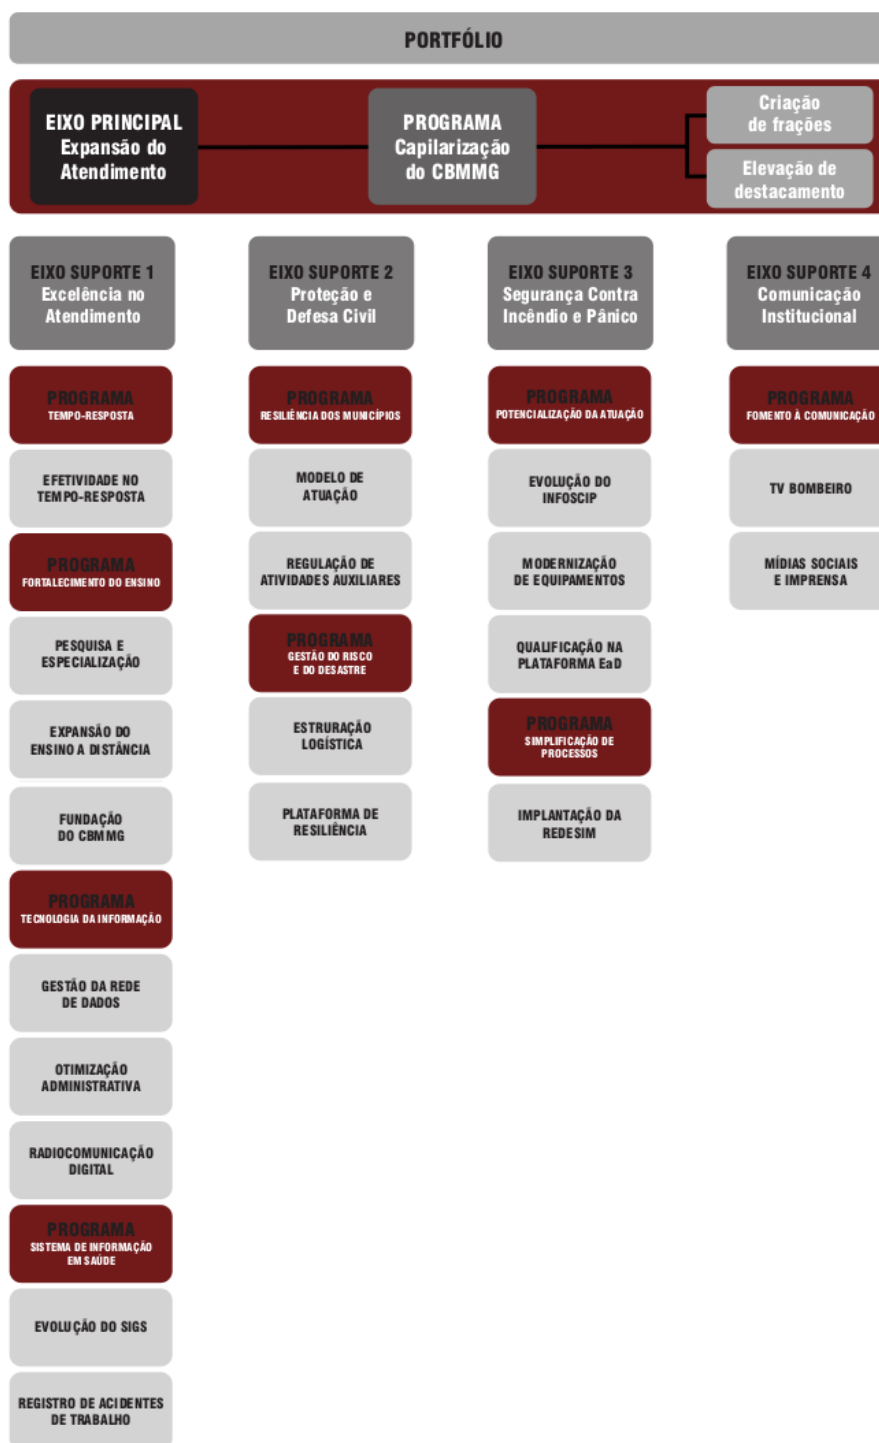 PORTFÓLIO
EIXO PRINCIPAL
Expansão do
Atendimento
PROGRAMA
Capilarização
do CBMMG
Criação
de frações
Elevação de
destacamento
EIXO SUPORTE 1
Excelência no
Atendimento
PROGRAMA
TEMPO-RESPOSTA
EFETIVIDADE NO
TEMPO-RESPOSTA
PROGRAMA
FORTALECIMENTO DO ENSINO
PESQUISA E
ESPECIALIZAÇÃO
EXPANSÃO DO
ENSINO A DISTÂNCIA
FUNDAÇÃO
DO CBMMG
PROGRAMA
TECNOLOGIA DA INFORMAÇÃO
GESTÃO DA REDE
DE DADOS
OTIMIZAÇÃO
ADMINISTRATIVA
RADIOCOMUNICAÇÃO
DIGITAL
PROGRAMA
SISTEMA DE INFORMAÇÃO
EM SAÚDE
EVOLUÇÃO DO SIGS
REGISTRO DE ACIDENTES
DE TRABALHO
EIXO SUPORTE 2
Proteção e
Defesa Civil
PROGRAMA
RESILIÊNCIA DOS MUNICÍPIOS
MODELO DE
ATUAÇÃO
REGULAÇÃO DE
ATIVIDADES AUXILIARES
PROGRAMA
GESTÃO DO RISCO
E DO DESASTRE
ESTRURAÇÃO
LOGÍSTICA
PLATAFORMA DE
RESILIÊNCIA
EIXO SUPORTE 3
Segurança Contra
Incêndio e Pânico
PROGRAMA
POTENCIALIZAÇÃO DA ATUAÇÃO
EVOLUÇÃO DO
INFOSCIP
MODERNIZAÇÃO
DE EQUIPAMENTOS
QUALIFICAÇÃO NA
PLATAFORMA EaD
PROGRAMA
SIMPLIFICAÇÃO DE
PROCESSOS
IMPLANTAÇÃO DA
REDESIM
EIXO SUPORTE 4
Comunicação
Institucional
PROGRAMA
FOMENTO À COMUNICAÇÃO
TV BOMBEIRO
MÍDIAS SOCIAIS
E IMPRENSA